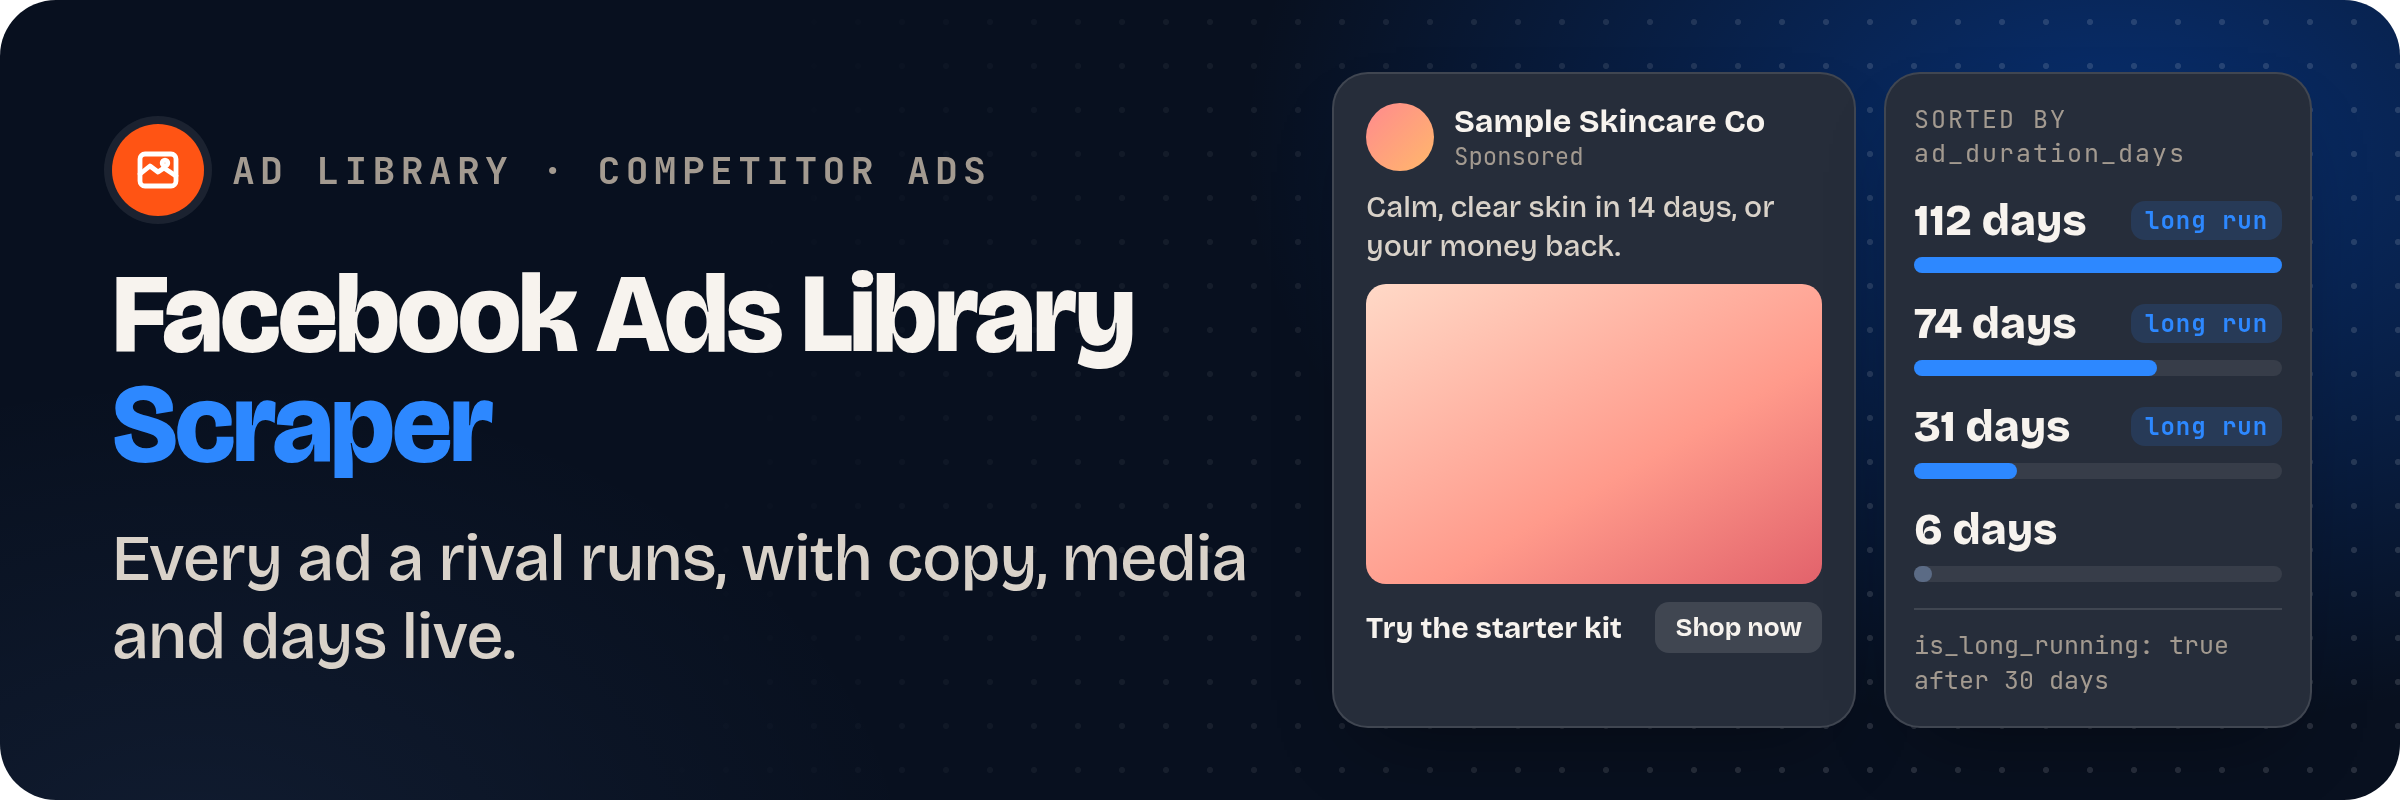 AD LIBRARY · COMPETITOR ADS
Facebook Ads Library
Scraper
Every ad a rival runs, with copy, media
and days live.
Sample Skincare Co
Sponsored
Calm, clear skin in 14 days, or
your money back.
Try the starter kit
Shop now
SORTED BY
ad_duration_days
112 days
long run
74 days
long run
31 days
long run
6 days
is_long_running: true
after 30 days